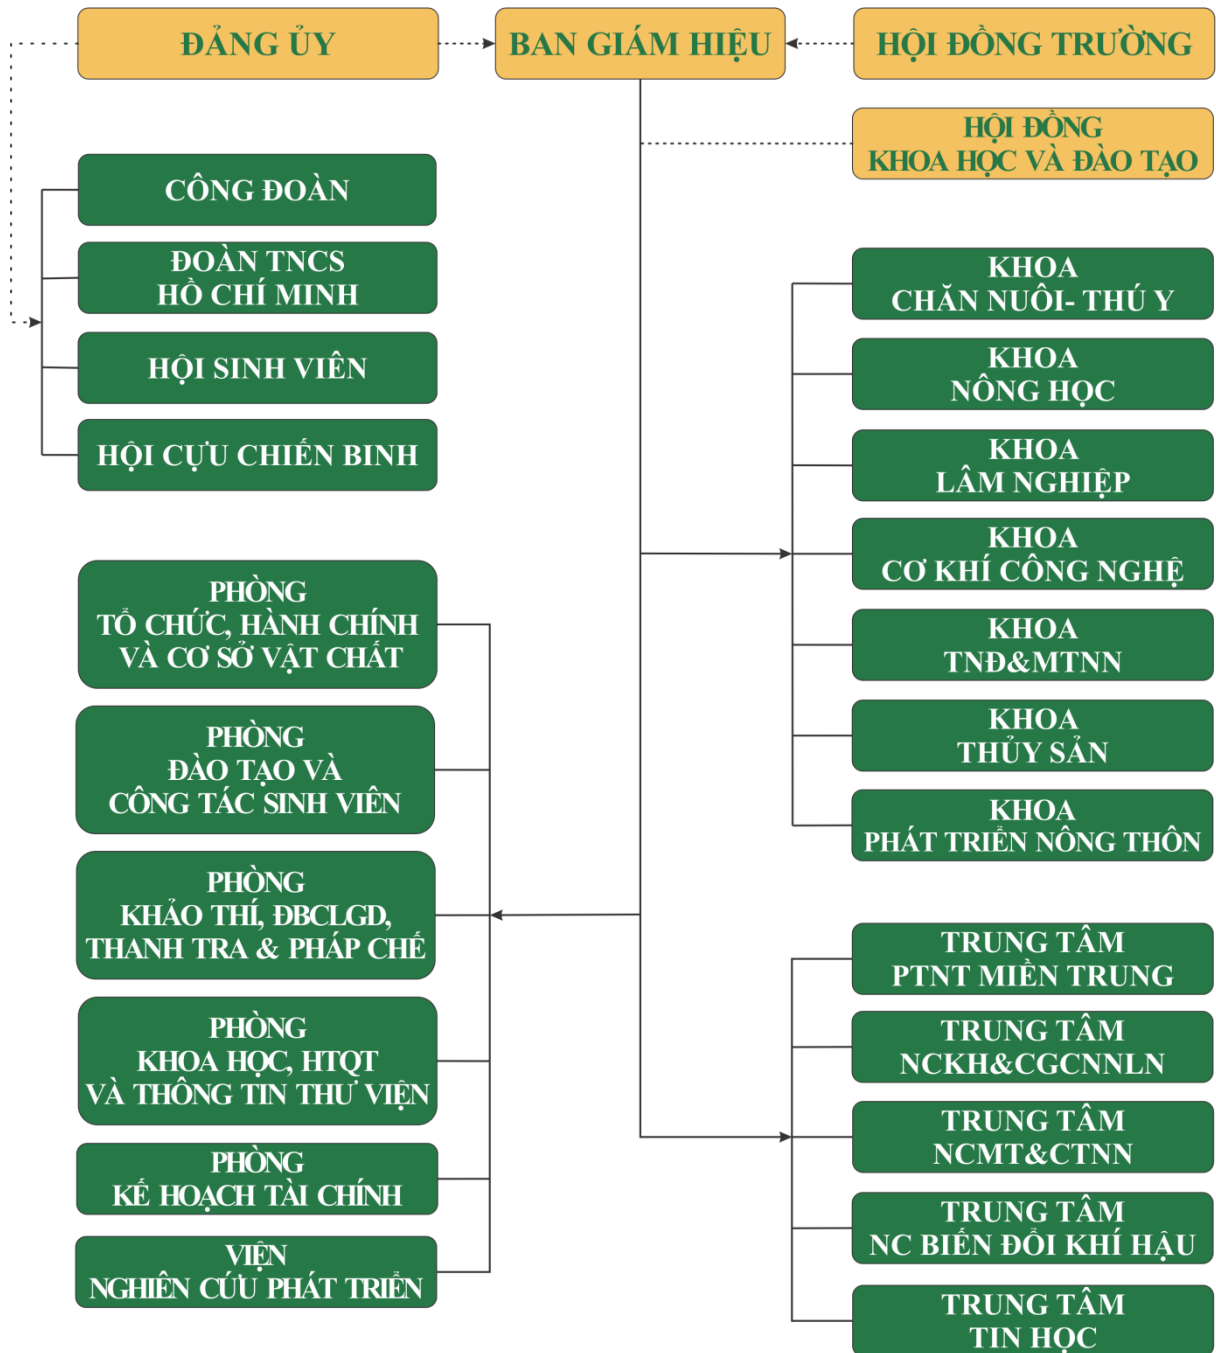 ĐẢNG ỦY
BAN GIÁM HIỆU
HỘI ĐỒNG TRƯỜNG
HỘI ĐỒNG
KHOA HỌC VÀ ĐÀO TẠO
CÔNG ĐOÀN
ĐOÀN TNCS
HỒ CHÍ MINH
HỘI SINH VIÊN
HỘI CỰU CHIẾN BINH
PHÒNG
TỔ CHỨC, HÀNH CHÍNH
VÀ CƠ SỞ VẬT CHẤT
PHÒNG
ĐÀO TẠO VÀ
CÔNG TÁC SINH VIÊN
PHÒNG
KHẢO THÍ, ĐBCLGD,
THANH TRA & PHÁP CHẾ
PHÒNG
KHOA HỌC, HTQT
VÀ THÔNG TIN THƯ VIỆN
PHÒNG
KẾ HOẠCH TÀI CHÍNH
VIỆN
NGHIÊN CỨU PHÁT TRIỂN
KHOA
CHĂN NUÔI- THÚ Y
KHOA
NÔNG HỌC
KHOA
LÂM NGHIỆP
KHOA
CƠ KHÍ CÔNG NGHỆ
KHOA
TNĐ&MTNN
KHOA
THỦY SẢN
KHOA
PHÁT TRIỂN NÔNG THÔN
TRUNG TÂM
PTNT MIỀN TRUNG
TRUNG TÂM
NCKH&CGCNNLN
TRUNG TÂM
NCMT&CTNN
TRUNG TÂM
NC BIẾN ĐỔI KHÍ HẬU
TRUNG TÂM
TIN HỌC